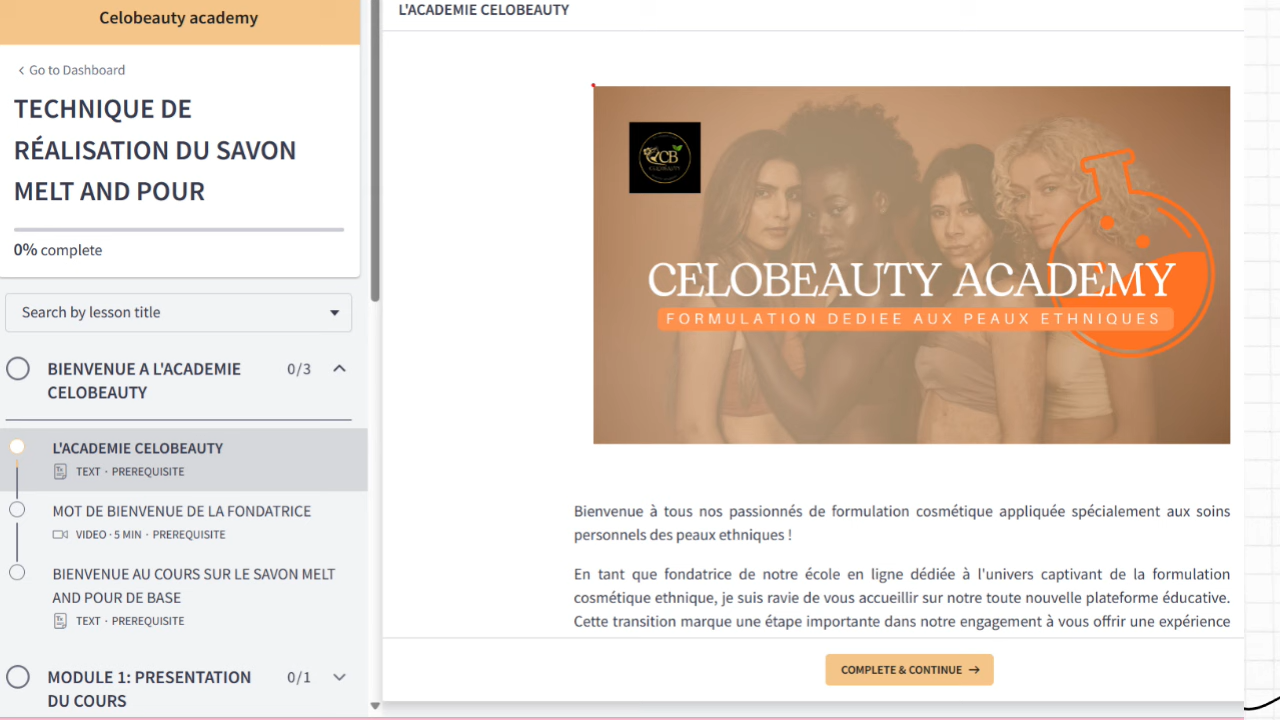 Celobeauty academy
Go to Dashboard
TECHNIQUE DE
RÉALISATION DU SAVON
MELT AND POUR
0% complete
Search by lesson title
BIENVENUE A L'ACADEMIE
CELOBEAUTY
0/3
L'ACADEMIE CELOBEAUTY
TEXT · PREREQUISITE
MOT DE BIENVENUE DE LA FONDATRICE
VIDEO · 5 MIN · PREREQUISITE
BIENVENUE AU COURS SUR LE SAVON MELT
AND POUR DE BASE
TEXT · PREREQUISITE
MODULE 1: PRESENTATION
DU COURS
0/1
L'ACADEMIE CELOBEAUTY
CB
CELOBEAUTY ACADEMY
FORMULATION DEDIEE AUX PEAUX ETHNIQUES
Bienvenue à tous nos passionnés de formulation cosmétique appliquée spécialement aux soins
personnels des peaux ethniques !
En tant que fondatrice de notre école en ligne dédiée à l'univers captivant de la formulation
cosmétique ethnique, je suis ravie de vous accueillir sur notre toute nouvelle plateforme éducative.
Cette transition marque une étape importante dans notre engagement à vous offrir une expérience
COMPLETE & CONTINUE →